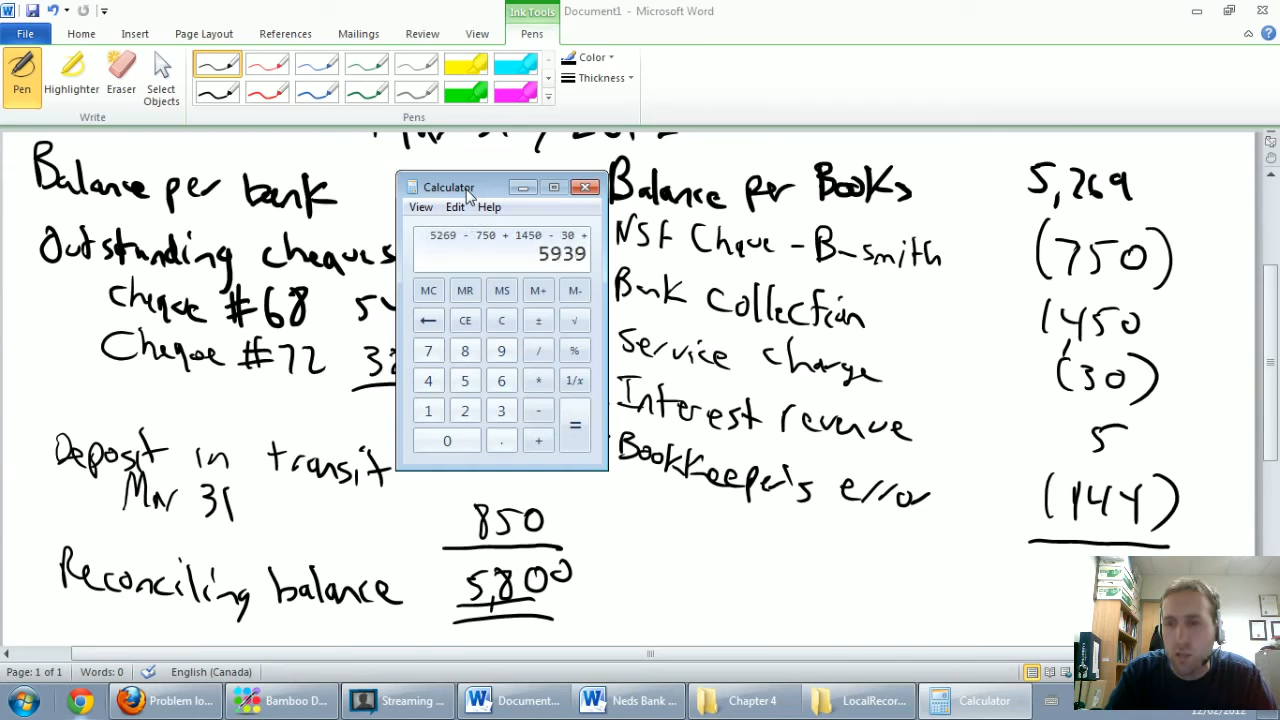 Ink Tools Document1 - Microsoft Word
File Home Insert Page Layout References Mailings Review View Pens
Pen Highlighter Eraser Select Objects Color Thickness
Write Pens
Balance per bank
Outstanding cheques
Cheque #68
Cheque #72
Deposit in transit
Mar 31
850
Reconciling balance 5,800
Calculator
View Edit Help
5269 - 750 + 1450 - 30 +
5939
MC MR MS M+ M-
← CE C ± √
7 8 9 / %
4 5 6 * 1/x
1 2 3 - =
0 . +
Balance per Books 5,269
NSF Cheque - B-smith (750)
Bank Collection 1450
Service charge (30)
Interest revenue 5
BookKeeper's error (144)
Page: 1 of 1 Words: 0 English (Canada)
Problem lo... Bamboo D... Streaming ... Document... Neds Bank ... Chapter 4 LocalRecor... Calculator
12/02/2012